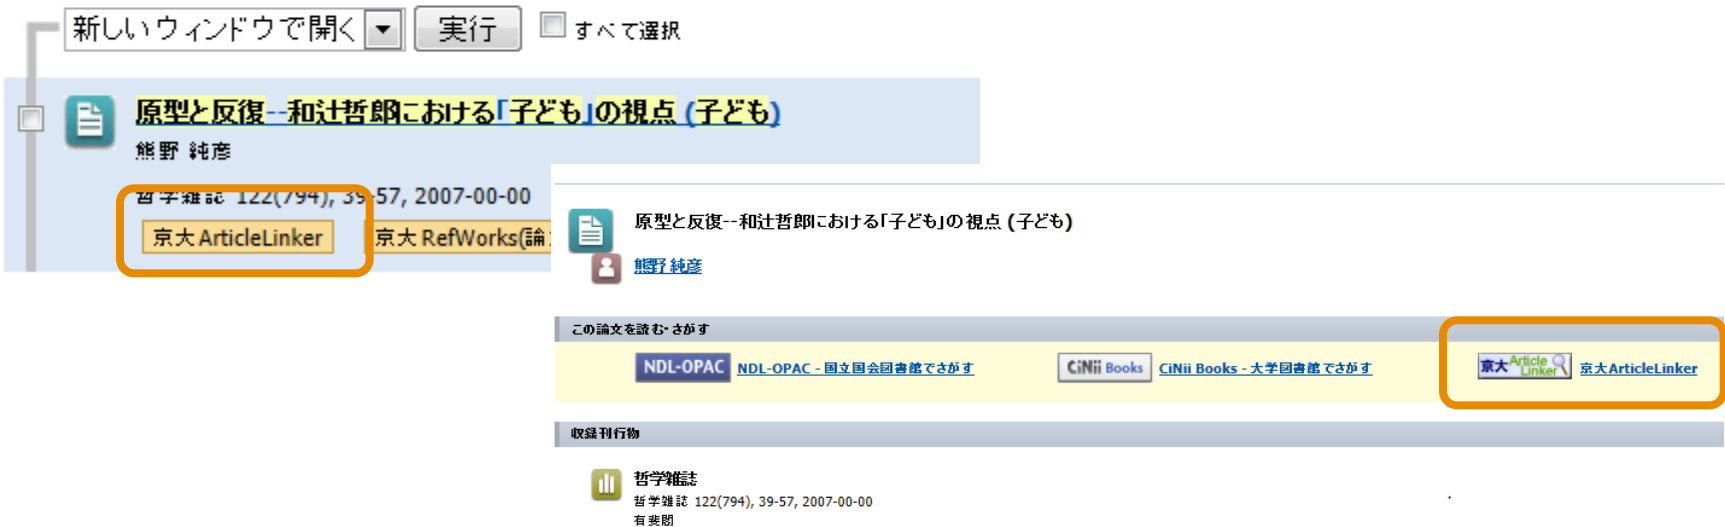 新しいウィンドウで開く 実行 すべて選択
原型と反復--和辻哲郎における「子ども」の視点 (子ども)
熊野 純彦
哲学雑誌 122(794), 39-57, 2007-00-00
京大 ArticleLinker 京大 RefWorks(論
原型と反復--和辻哲郎における「子ども」の視点 (子ども)
熊野 純彦
この論文を読む・さがす
NDL-OPAC NDL-OPAC - 国立国会図書館でさがす CiNii Books CiNii Books - 大学図書館でさがす 京大 Article Linker 京大ArticleLinker
収録刊行物
哲学雑誌
哲学雑誌 122(794), 39-57, 2007-00-00
有斐閣